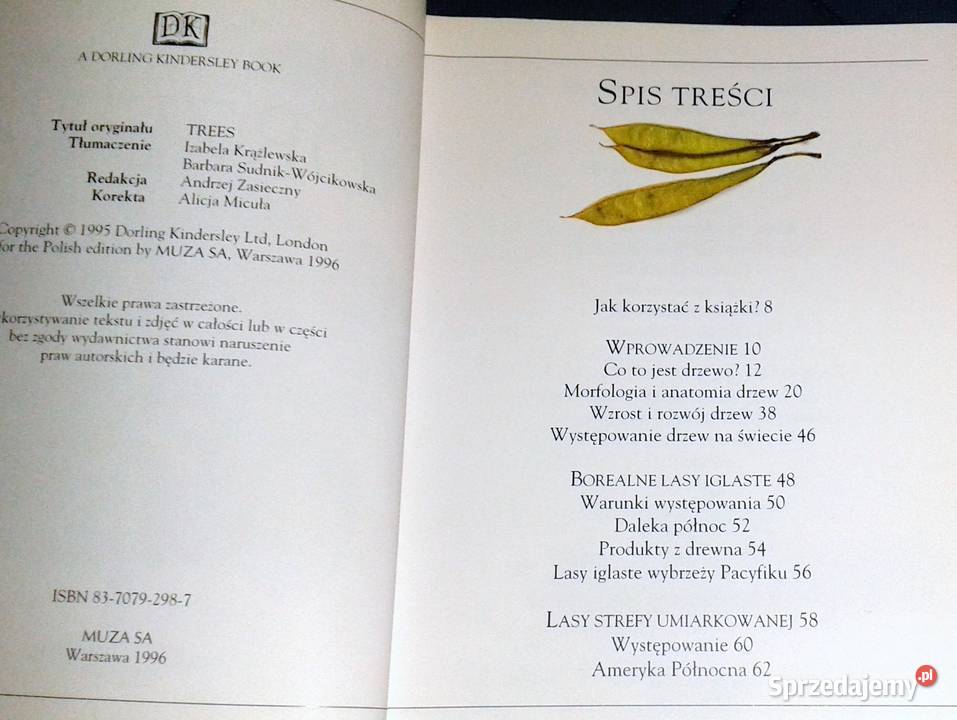 DK
A DORLING KINDERSLEY BOOK
Tytuł oryginału TREES
Tłumaczenie Izabela Krążlewska
Barbara Sudnik-Wójcikowska
Redakcja Andrzej Zasieczny
Korekta Alicja Micuła
Copyright © 1995 Dorling Kindersley Ltd, London
for the Polish edition by MUZA SA, Warszawa 1996
Wszelkie prawa zastrzeżone.
korzystywanie tekstu i zdjęć w całości lub w części
bez zgody wydawnictwa stanowi naruszenie
praw autorskich i będzie karane.
ISBN 83-7079-298-7
MUZA SA
Warszawa 1996
SPIS TREŚCI
Jak korzystać z książki? 8
WPROWADZENIE 10
Co to jest drzewo? 12
Morfologia i anatomia drzew 20
Wzrost i rozwój drzew 38
Występowanie drzew na świecie 46
BOREALNE LASY IGLASTE 48
Warunki występowania 50
Daleka północ 52
Produkty z drewna 54
Lasy iglaste wybrzeży Pacyfiku 56
LASY STREFY UMIARKOWANEJ 58
Występowanie 60
Ameryka Północna 62
Sprzedajemy.pl